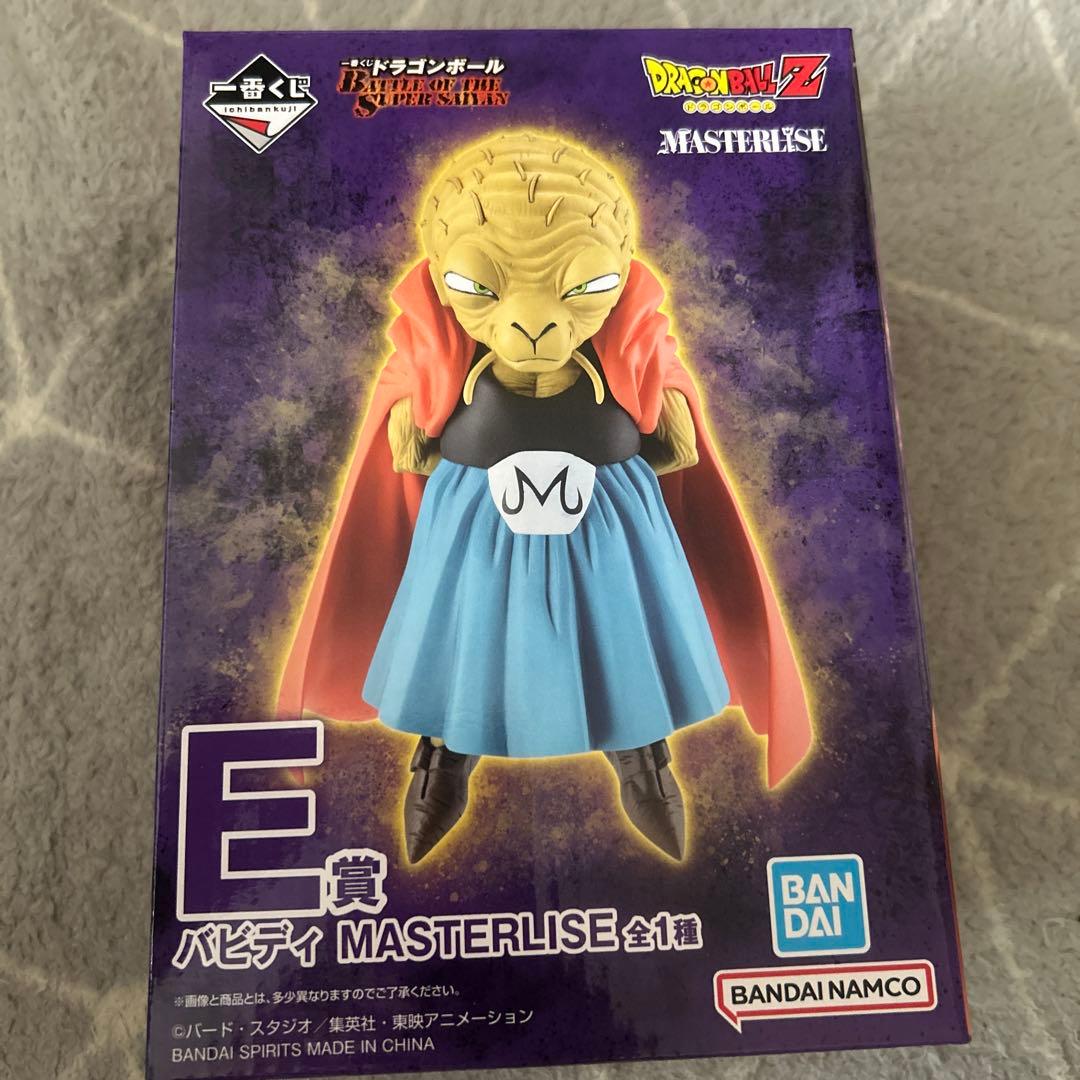 一番くじ
ichibankuji
一番くじ ドラゴンボール
BATTLE OF THE
SUPER SAIYAN
DRAGONBALL Z
ドラゴンボール
MASTERLISE
M
E賞
バビディ MASTERLISE 全1種
※画像と商品とは、多少異なりますのでご了承ください。
©バード・スタジオ/集英社・東映アニメーション
BANDAI SPIRITS MADE IN CHINA
BAN
DAI
BANDAI NAMCO